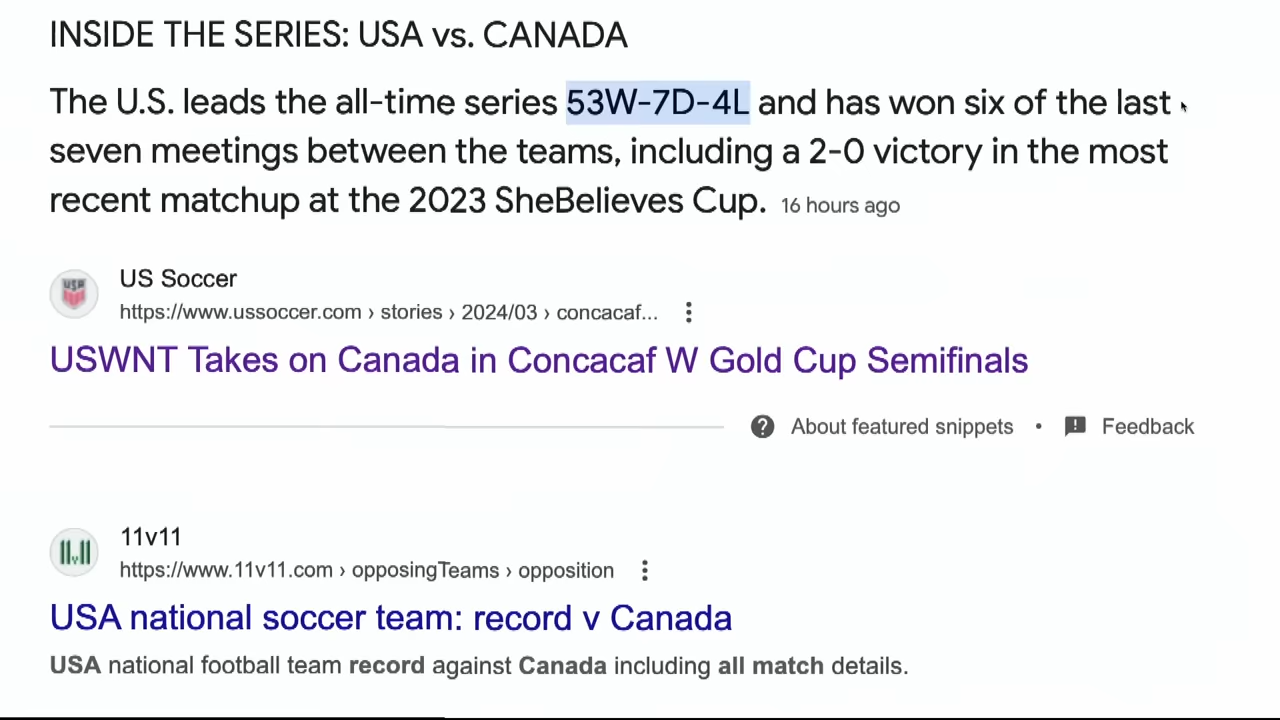 INSIDE THE SERIES: USA vs. CANADA
The U.S. leads the all-time series 53W-7D-4L and has won six of the last
seven meetings between the teams, including a 2-0 victory in the most
recent matchup at the 2023 SheBelieves Cup. 16 hours ago
US Soccer
https://www.ussoccer.com › stories › 2024/03 › concacaf...
USWNT Takes on Canada in Concacaf W Gold Cup Semifinals
About featured snippets • Feedback
11v11
https://www.11v11.com › opposingTeams › opposition
USA national soccer team: record v Canada
USA national football team record against Canada including all match details.